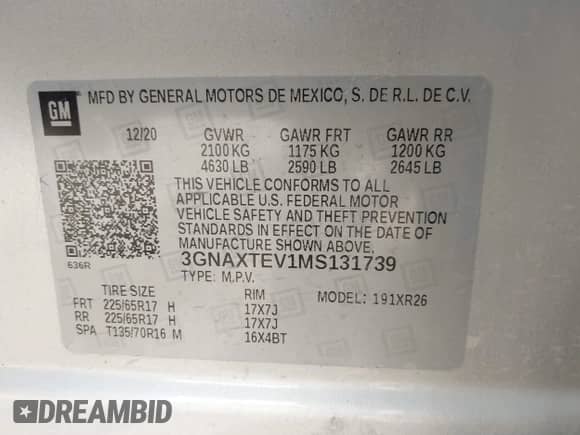 GM
MFD BY GENERAL MOTORS DE MEXICO, S. DE R.L. DE C.V.
12/20 GVWR GAWR FRT GAWR RR
2100 KG 1175 KG 1200 KG
4630 LB 2590 LB 2645 LB
THIS VEHICLE CONFORMS TO ALL
APPLICABLE U.S. FEDERAL MOTOR
VEHICLE SAFETY AND THEFT PREVENTION
STANDARDS IN EFFECT ON THE DATE OF
MANUFACTURE SHOWN ABOVE.
636R 3GNAXTEV1MS131739
TYPE: M.P.V.
TIRE SIZE RIM MODEL: 191XR26
FRT 225/65R17 H 17X7J
RR 225/65R17 H 17X7J
SPA T135/70R16 M 16X4BT
DREAMBID